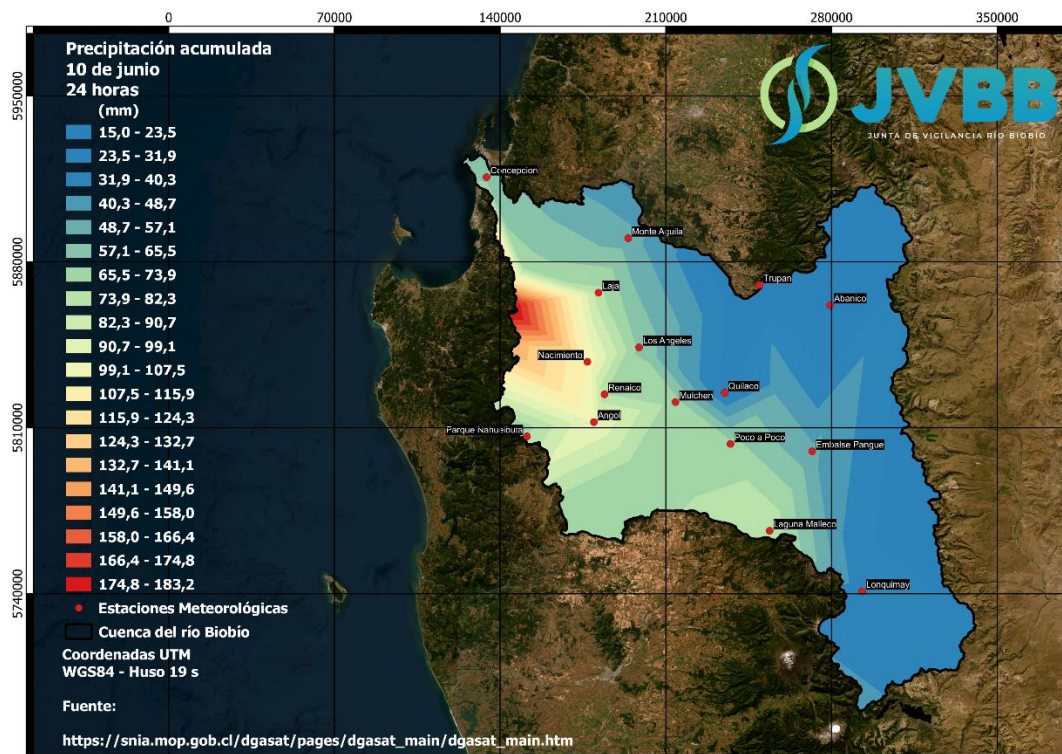 0 70000 140000 210000 280000 350000
Precipitación acumulada
10 de junio
24 horas
(mm)
15,0 - 23,5
23,5 - 31,9
31,9 - 40,3
40,3 - 48,7
48,7 - 57,1
57,1 - 65,5
65,5 - 73,9
73,9 - 82,3
82,3 - 90,7
90,7 - 99,1
99,1 - 107,5
107,5 - 115,9
115,9 - 124,3
124,3 - 132,7
132,7 - 141,1
141,1 - 149,6
149,6 - 158,0
158,0 - 166,4
166,4 - 174,8
174,8 - 183,2
Estaciones Meteorológicas
Cuenca del río Biobío
Coordenadas UTM
WGS84 - Huso 19 s
Fuente:
https://snia.mop.gob.cl/dgasat/pages/dgasat_main/dgasat_main.htm
5950000
5880000
5810000
5740000
JVBB
JUNTA DE VIGILANCIA RÍO BIOBÍO
Concepcion
Monte Aguila
Trupan
Laja
Abanico
Los Angeles
Nacimiento
Quilaco
Renaico
Mulchen
Angol
Parque Nahuelbuta
Poco a Poco
Embalse Pangue
Laguna Malleco
Lonquimay